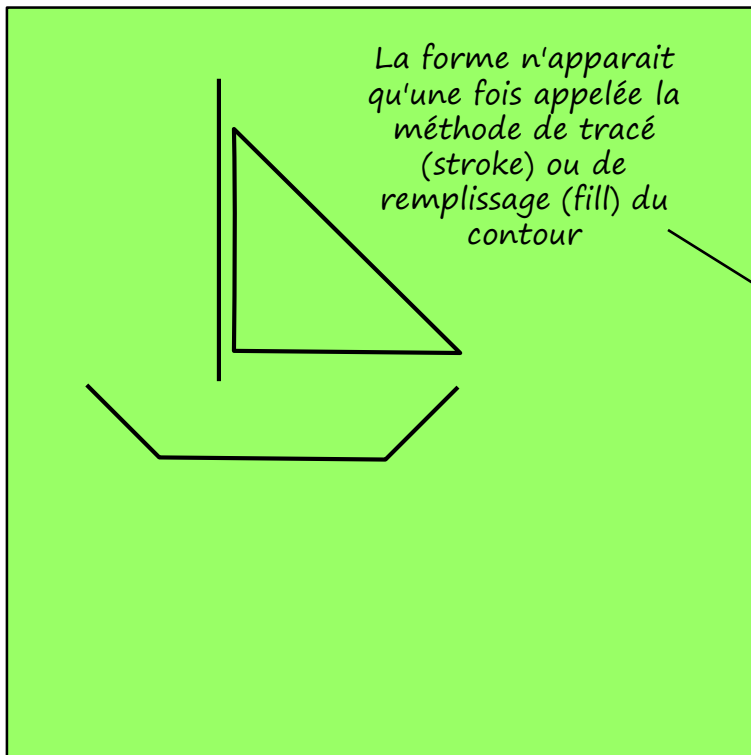 La forme n'apparait
qu'une fois appelée la
méthode de tracé
(stroke) ou de
remplissage (fill) du
contour